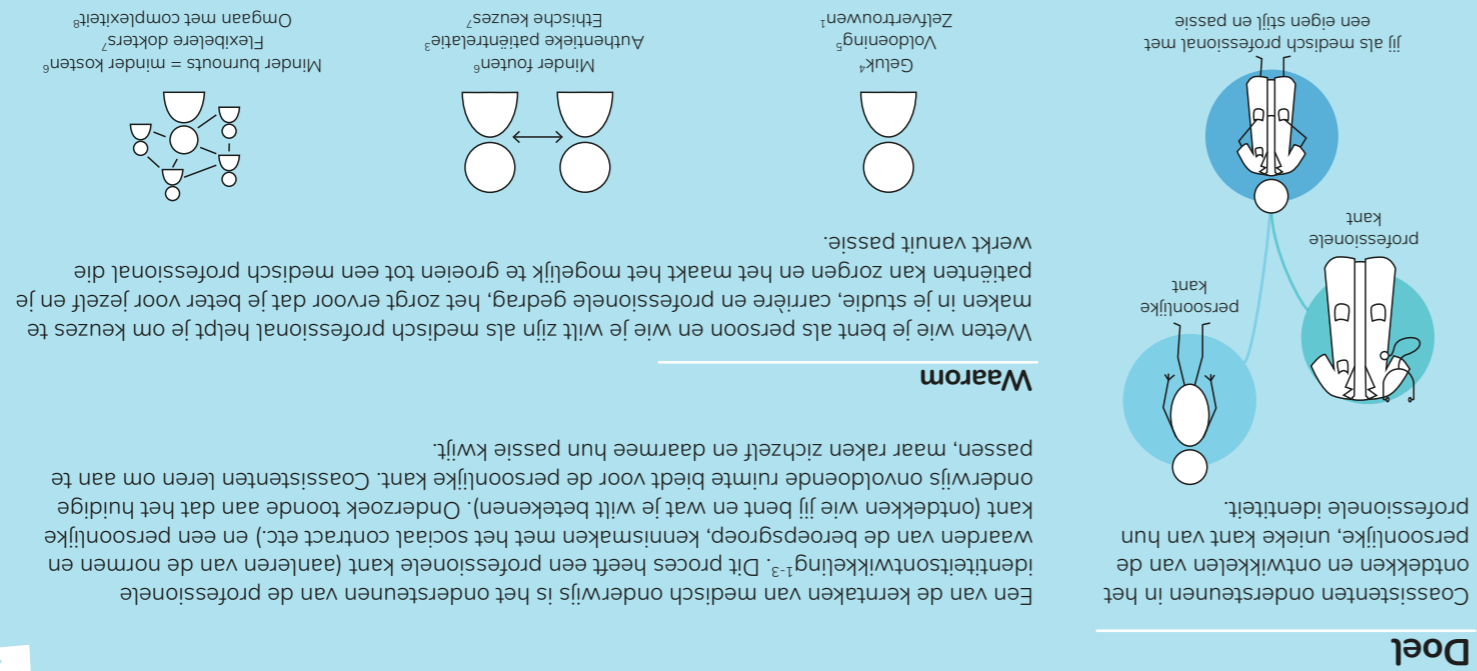 Doel
Coassistenten ondersteunen in het
ontdekken en ontwikkelen van de
persoonlijke, unieke kant van hun
professionele identiteit.
persoonlijke
kant
professionele
kant
jij als medisch professional met
een eigen stijl en passie
Een van de kerntaken van medisch onderwijs is het ondersteunen van de professionele
identiteitsontwikkeling¹⁻³. Dit proces heeft een professionele kant (aanleren van de normen en
waarden van de beroepsgroep, kennismaken met het sociaal contract etc.) en een persoonlijke
kant (ontdekken wie jij bent en wat je wilt betekenen). Onderzoek toonde aan dat het huidige
onderwijs onvoldoende ruimte biedt voor de persoonlijke kant. Coassistenten leren om aan te
passen, maar raken zichzelf en daarmee hun passie kwijt.
Waarom
Weten wie je bent als persoon en wie je wilt zijn als medisch professional helpt je om keuzes te
maken in je studie, carrière en professionele gedrag, het zorgt ervoor dat je beter voor jezelf en je
patiënten kan zorgen en het maakt het mogelijk te groeien tot een medisch professional die
werkt vanuit passie.
Geluk⁴
Voldoening⁵
Zelfvertrouwen¹
Minder fouten⁶
Authentieke patiëntrelatie³
Ethische keuzes⁷
Minder burnouts = minder kosten⁶
Flexibelere dokters⁷
Omgaan met complexiteit⁸